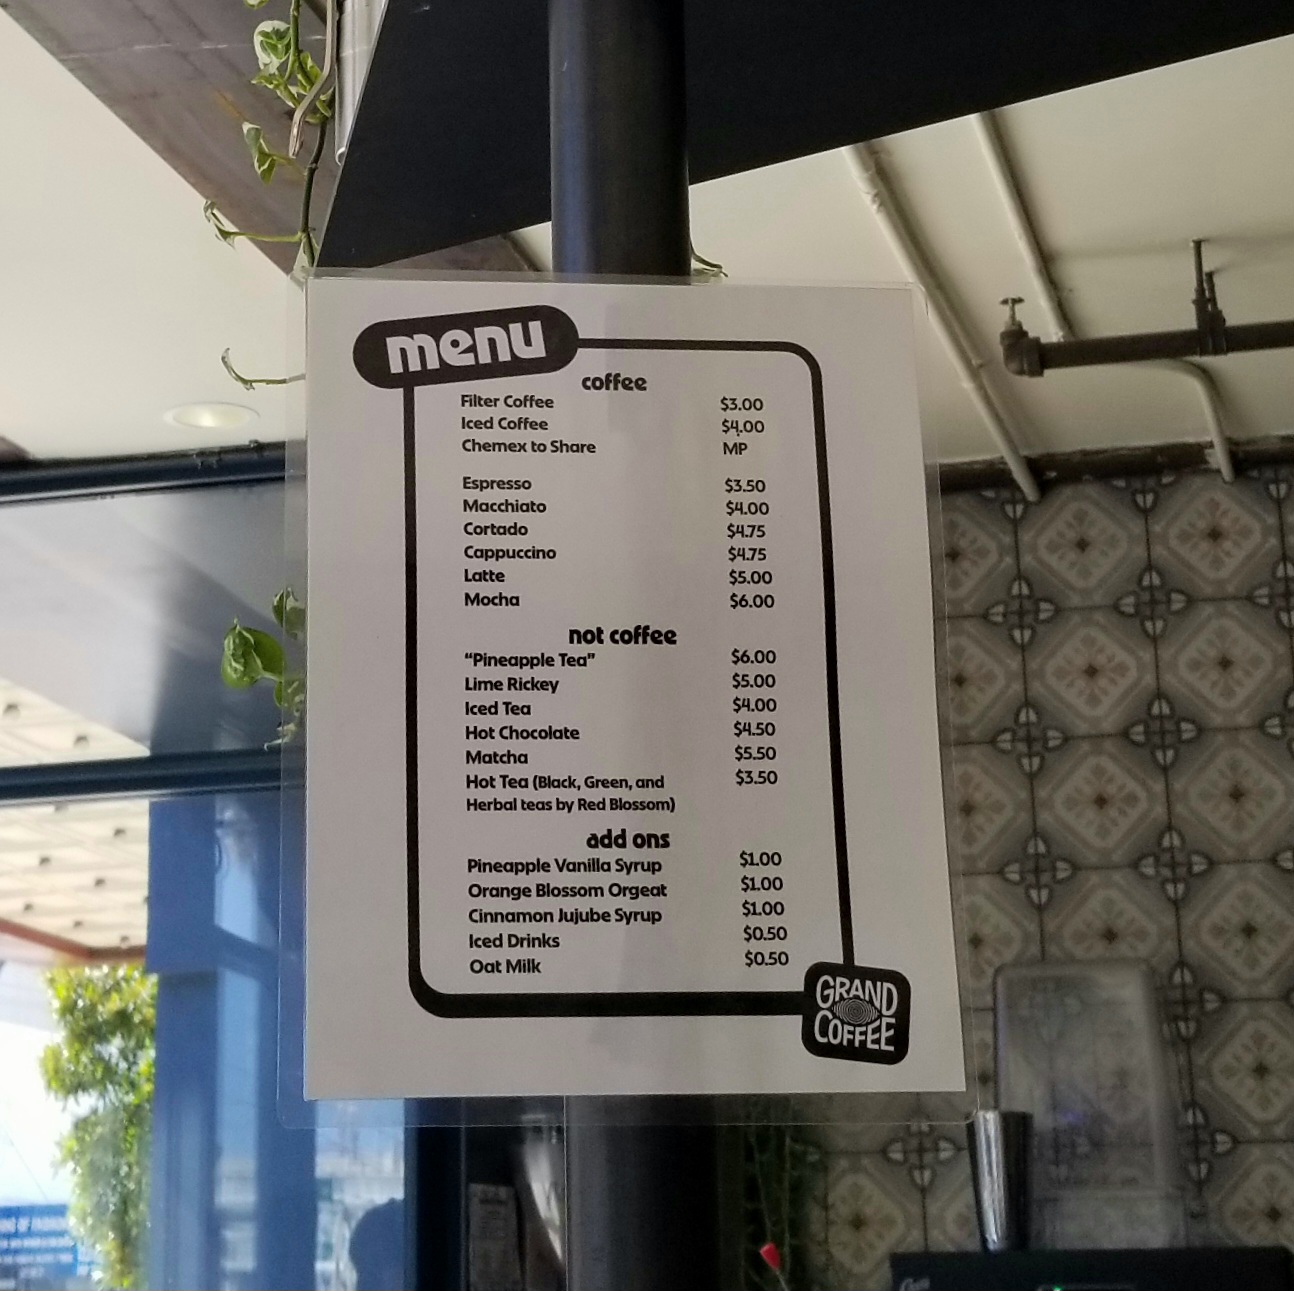 menu
coffee
Filter Coffee $3.00
Iced Coffee $4.00
Chemex to Share MP
Espresso $3.50
Macchiato $4.00
Cortado $4.75
Cappuccino $4.75
Latte $5.00
Mocha $6.00
not coffee
“Pineapple Tea” $6.00
Lime Rickey $5.00
Iced Tea $4.00
Hot Chocolate $4.50
Matcha $5.50
Hot Tea (Black, Green, and $3.50
Herbal teas by Red Blossom)
add ons
Pineapple Vanilla Syrup $1.00
Orange Blossom Orgeat $1.00
Cinnamon Jujube Syrup $1.00
Iced Drinks $0.50
Oat Milk $0.50
GRAND
COFFEE